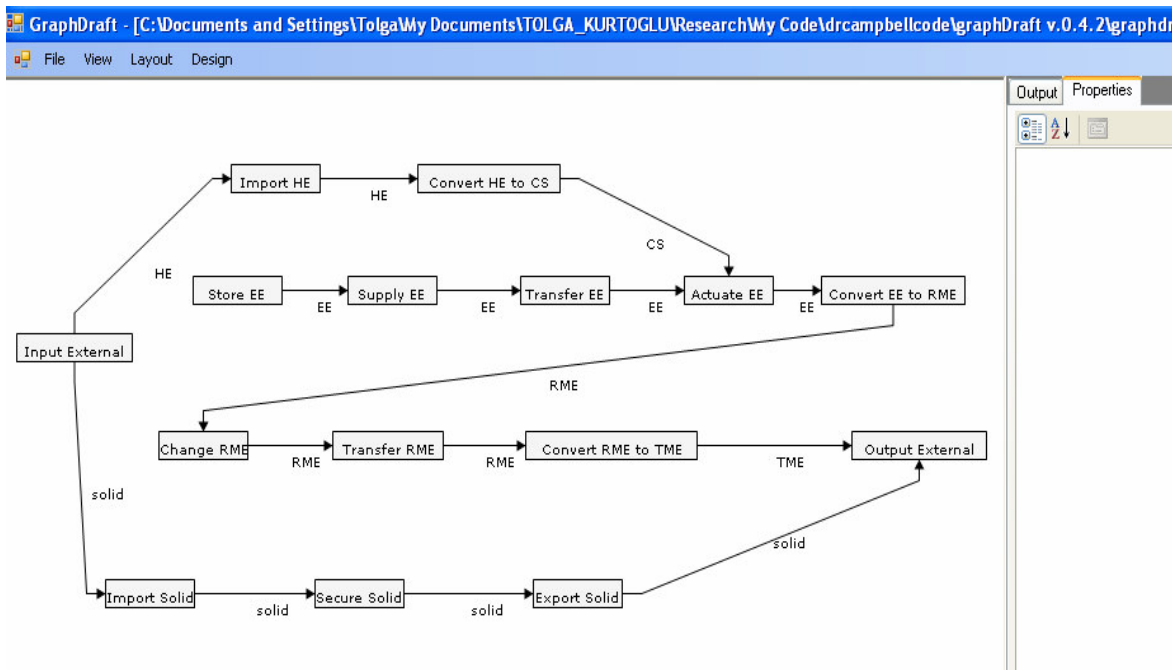 GraphDraft - [C:\Documents and Settings\Tolga\My Documents\TOLGA_KURTOGLU\Research\My Code\drcampbellcode\graphDraft v.0.4.2\graphdr
File View Layout Design
Output Properties
Import HE
HE
Convert HE to CS
CS
HE
Store EE
EE
Supply EE
EE
Transfer EE
EE
Actuate EE
EE
Convert EE to RME
Input External
RME
Change RME
RME
Transfer RME
RME
Convert RME to TME
TME
Output External
solid
solid
Import Solid
solid
Secure Solid
solid
Export Solid